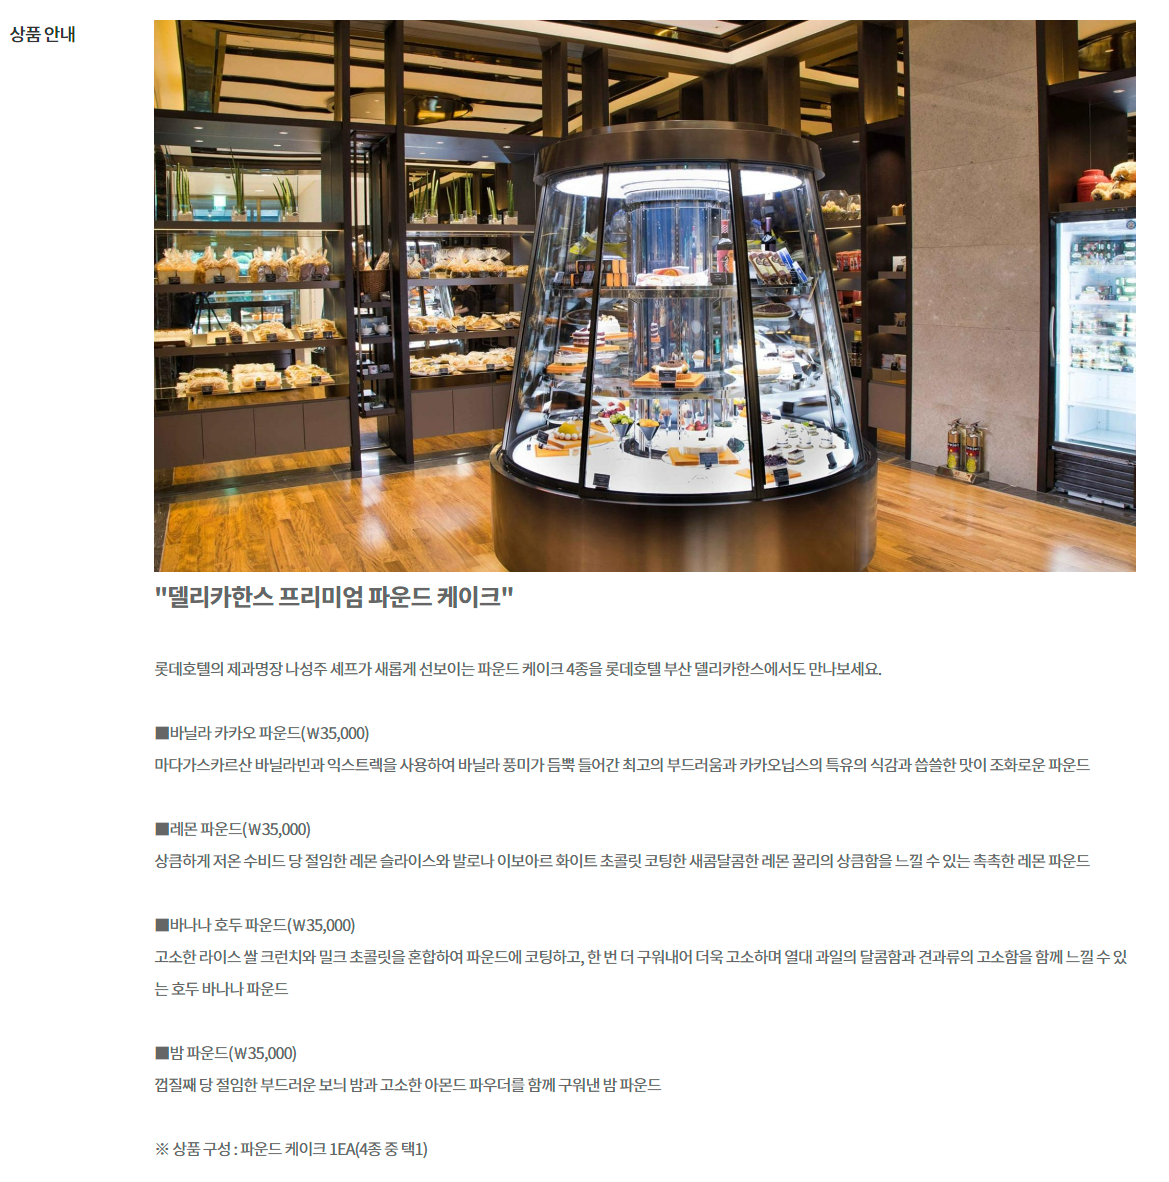 상품 안내
"델리카한스 프리미엄 파운드 케이크"
롯데호텔의 제과명장 나성주 셰프가 새롭게 선보이는 파운드 케이크 4종을 롯데호텔 부산 델리카한스에서도 만나보세요.
■바닐라 카카오 파운드(₩35,000)
마다가스카르산 바닐라빈과 익스트렉을 사용하여 바닐라 풍미가 듬뿍 들어간 최고의 부드러움과 카카오닙스의 특유의 식감과 씁쓸한 맛이 조화로운 파운드
■레몬 파운드(₩35,000)
상큼하게 저온 수비드 당 절임한 레몬 슬라이스와 발로나 이보아르 화이트 초콜릿 코팅한 새콤달콤한 레몬 꿀리의 상큼함을 느낄 수 있는 촉촉한 레몬 파운드
■바나나 호두 파운드(₩35,000)
고소한 라이스 쌀 크런치와 밀크 초콜릿을 혼합하여 파운드에 코팅하고, 한 번 더 구워내어 더욱 고소하며 열대 과일의 달콤함과 견과류의 고소함을 함께 느낄 수 있
는 호두 바나나 파운드
■밤 파운드(₩35,000)
껍질째 당 절임한 부드러운 보늬 밤과 고소한 아몬드 파우더를 함께 구워낸 밤 파운드
※ 상품 구성 : 파운드 케이크 1EA(4종 중 택1)